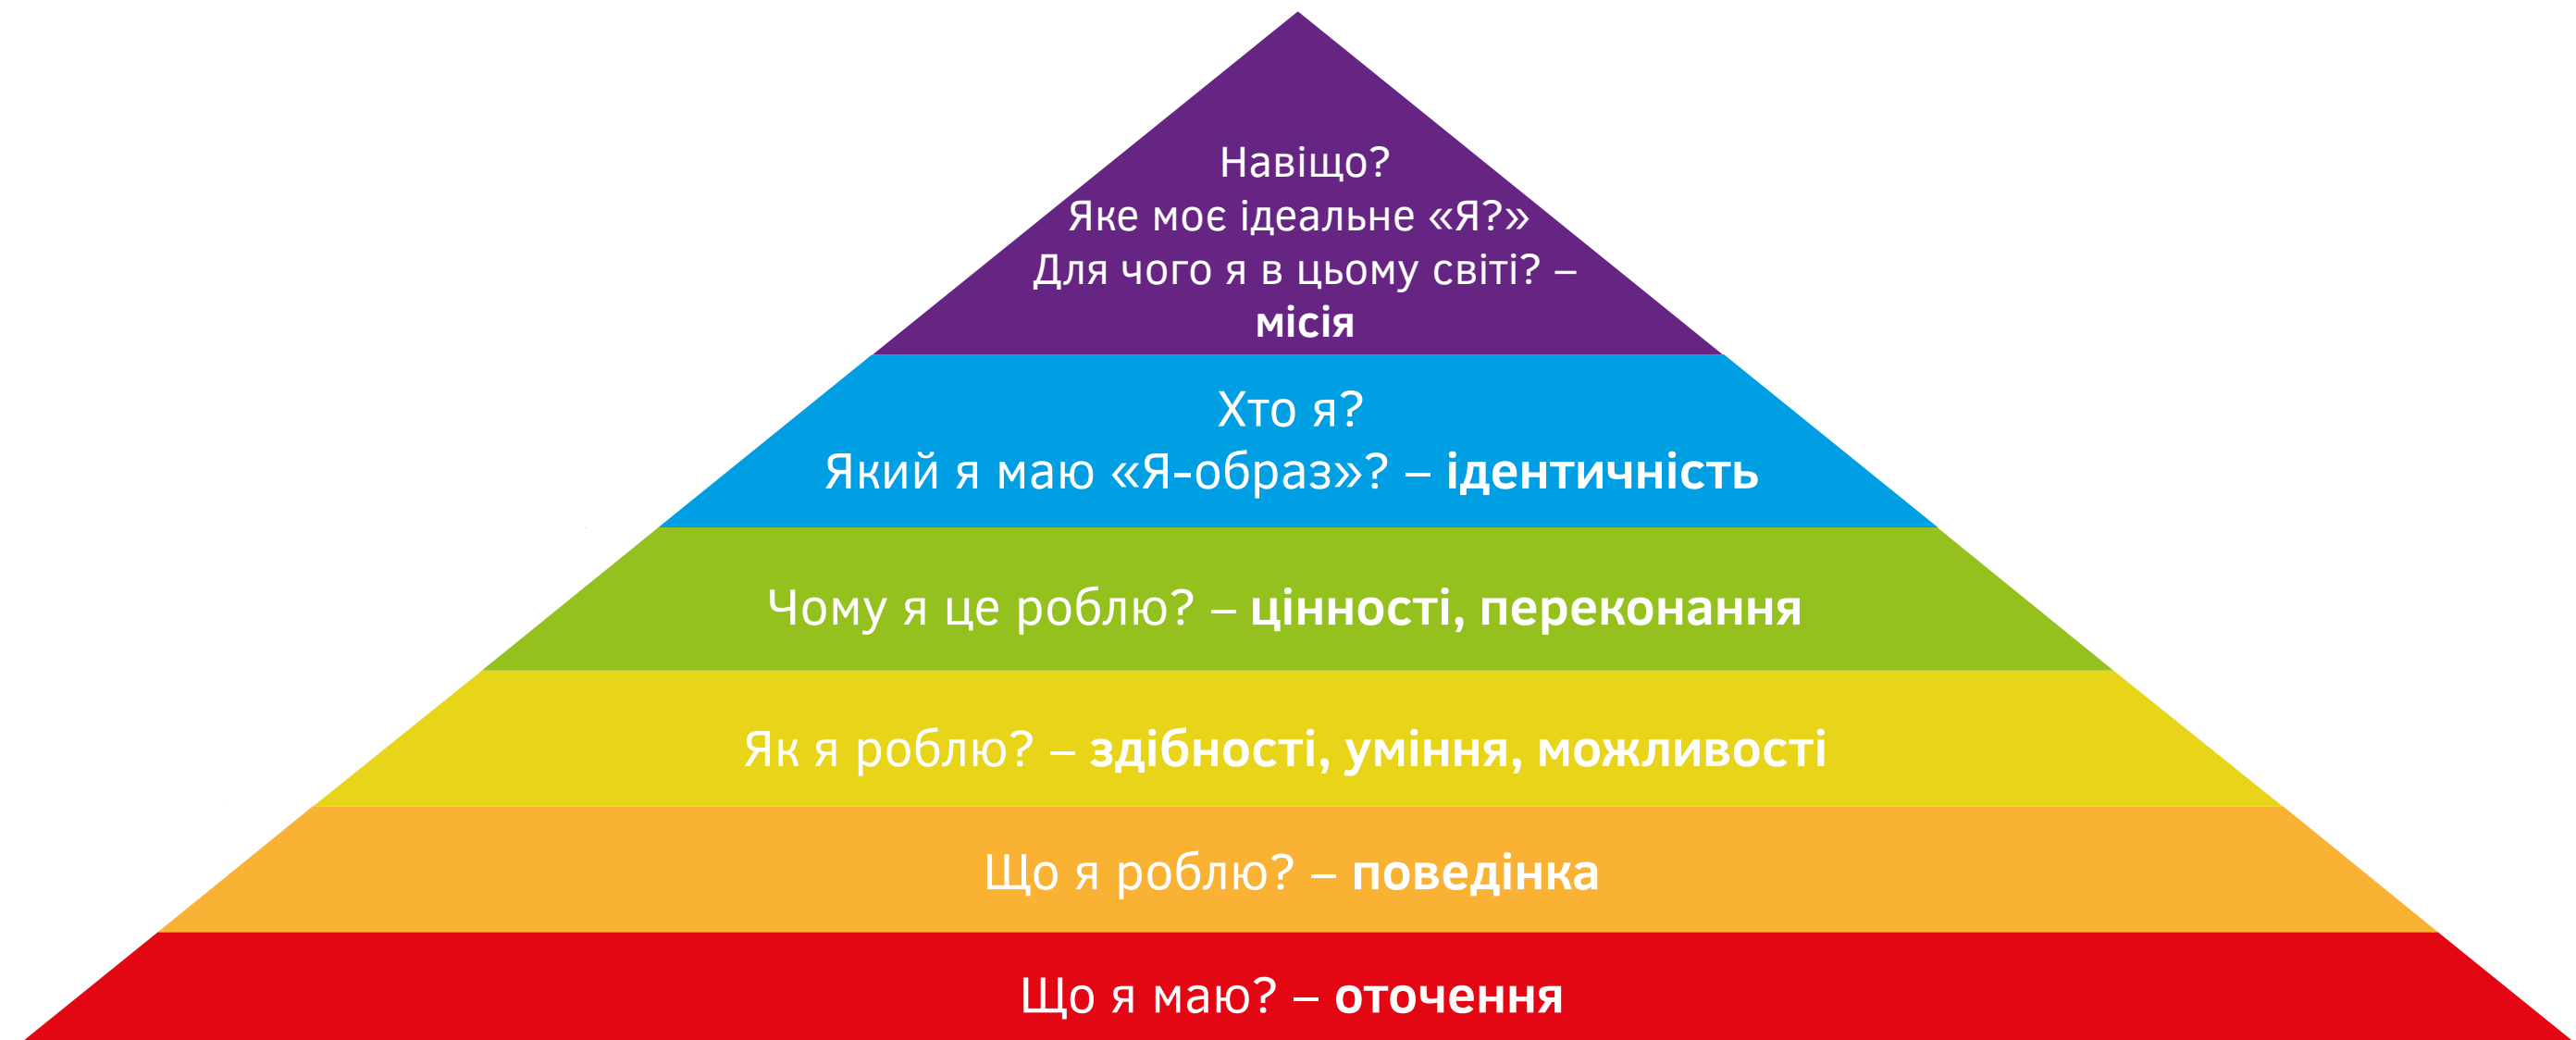 Навіщо?
Яке моє ідеальне «Я?»
Для чого я в цьому світі? –
місія
Хто я?
Який я маю «Я-образ»? – ідентичність
Чому я це роблю? – цінності, переконання
Як я роблю? – здібності, уміння, можливості
Що я роблю? – поведінка
Що я маю? – оточення